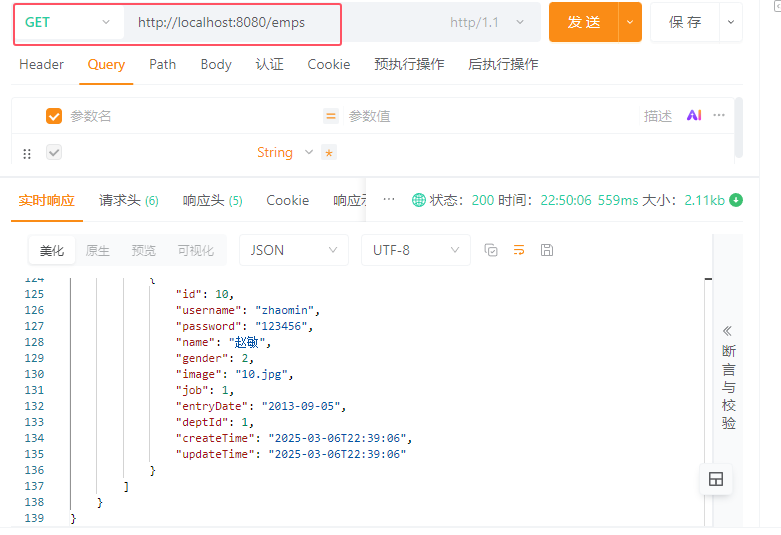 GET http://localhost:8080/emps http/1.1 发 送 保 存
Header Query Path Body 认证 Cookie 预执行操作 后执行操作
参数名 = 参数值 描述 AI ···
String *
实时响应 请求头 (6) 响应头 (5) Cookie 响应示 ··· 状态: 200 时间: 22:50:06 559ms 大小: 2.11kb
美化 原生 预览 可视化 JSON UTF-8
124 {
125 "id": 10,
126 "username": "zhaomin",
127 "password": "123456",
128 "name": "赵敏",
129 "gender": 2,
130 "image": "10.jpg",
131 "job": 1,
132 "entryDate": "2013-09-05",
133 "deptId": 1,
134 "createTime": "2025-03-06T22:39:06",
135 "updateTime": "2025-03-06T22:39:06"
136 }
137 ]
138 }
139 }
断言与校验